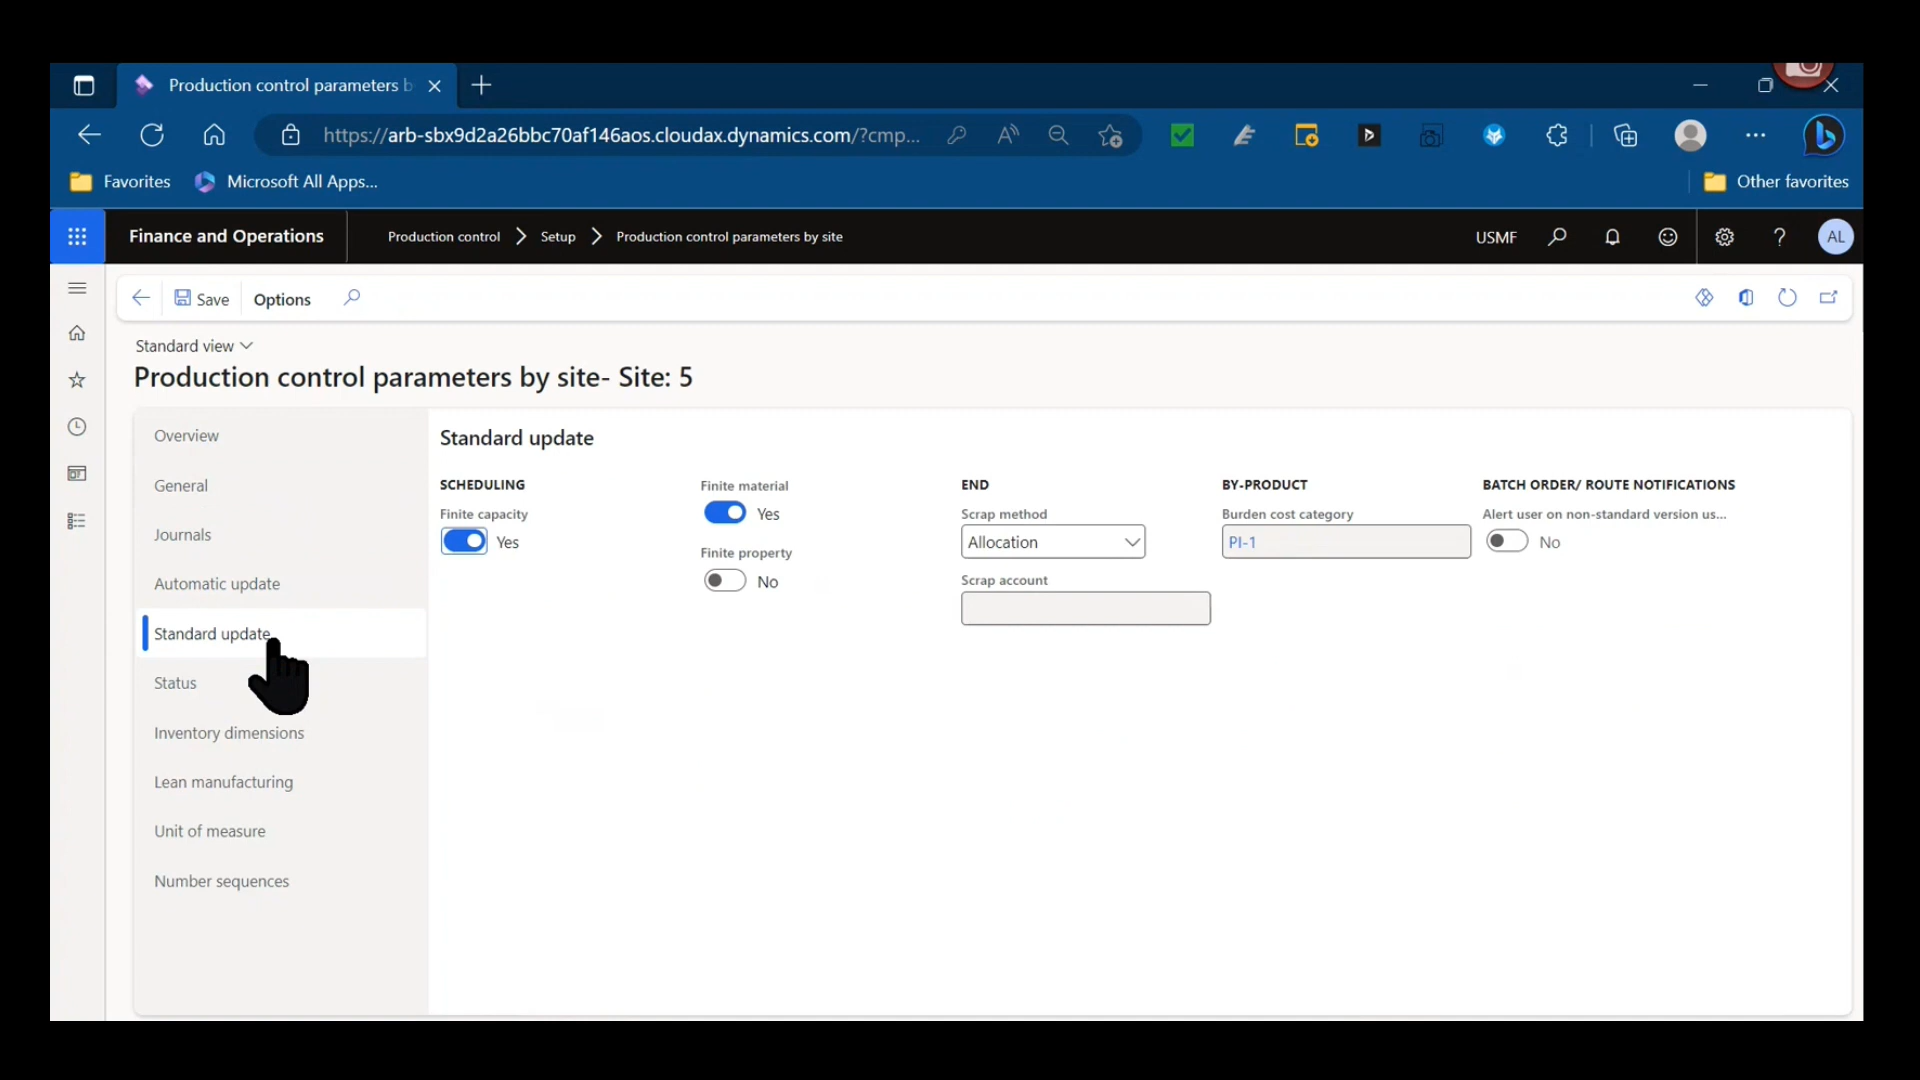 Production control parameters b
https://arb-sbx9d2a26bbc70af146aos.cloudax.dynamics.com/?cmp...
Favorites
Microsoft All Apps...
Other favorites
Finance and Operations
Production control
Setup
Production control parameters by site
USMF
AL
Save
Options
Standard view
Production control parameters by site- Site: 5
Overview
General
Journals
Automatic update
Standard update
Status
Inventory dimensions
Lean manufacturing
Unit of measure
Number sequences
Standard update
SCHEDULING
Finite capacity
Yes
Finite material
Yes
Finite property
No
END
Scrap method
Allocation
Scrap account
BY-PRODUCT
Burden cost category
PI-1
BATCH ORDER/ ROUTE NOTIFICATIONS
Alert user on non-standard version us...
No